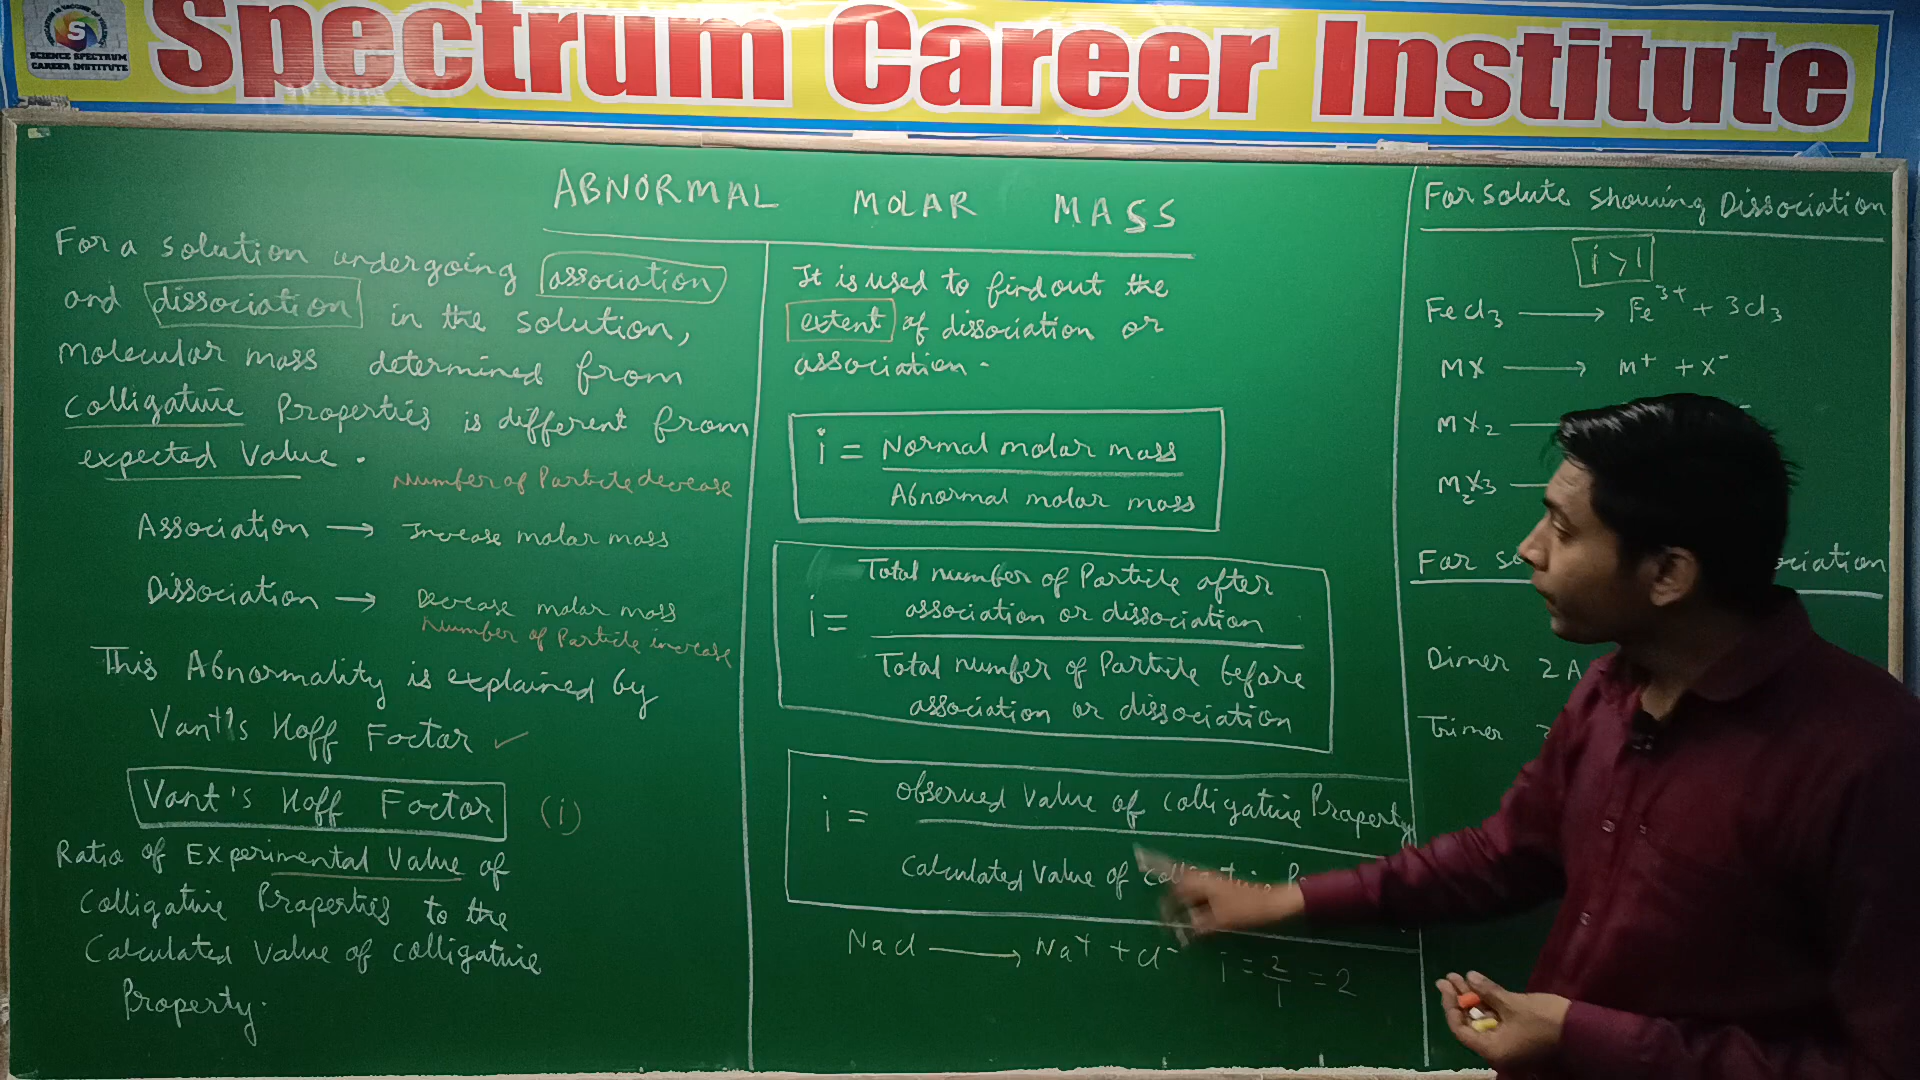 Spectrum Career Institute
S
SCIENCE SPECTRUM
CAREER INSTITUTE
ABNORMAL MOLAR MASS
For a solution undergoing association
and dissociation in the solution,
molecular mass determined from
Colligative Properties is different from
expected Value.
Number of Particle decrease
Association → Increase molar mass
Dissociation → Decrease molar mass
Number of Particle increase
This Abnormality is explained by
Vant's Hoff Factor ✓
Vant's Hoff Factor (i)
Ratio of Experimental Value of
Colligative Properties to the
Calculated Value of colligative
Property.
It is used to find out the
extent of dissociation or
association.
i = Normal molar mass
Abnormal molar mass
Total number of Particle after
association or dissociation
i =
Total number of Particle before
association or dissociation
i = observed value of colligative Property
Calculated value of colligative
NaCl → Na⁺ + Cl⁻ i = 2/1 = 2
For solute showing Dissociation
i > 1
FeCl₃ → Fe³⁺ + 3Cl₃
MX → M⁺ + X⁻
MX₂ —
M₂X₃ —
For
Dimer 2A
Trimer